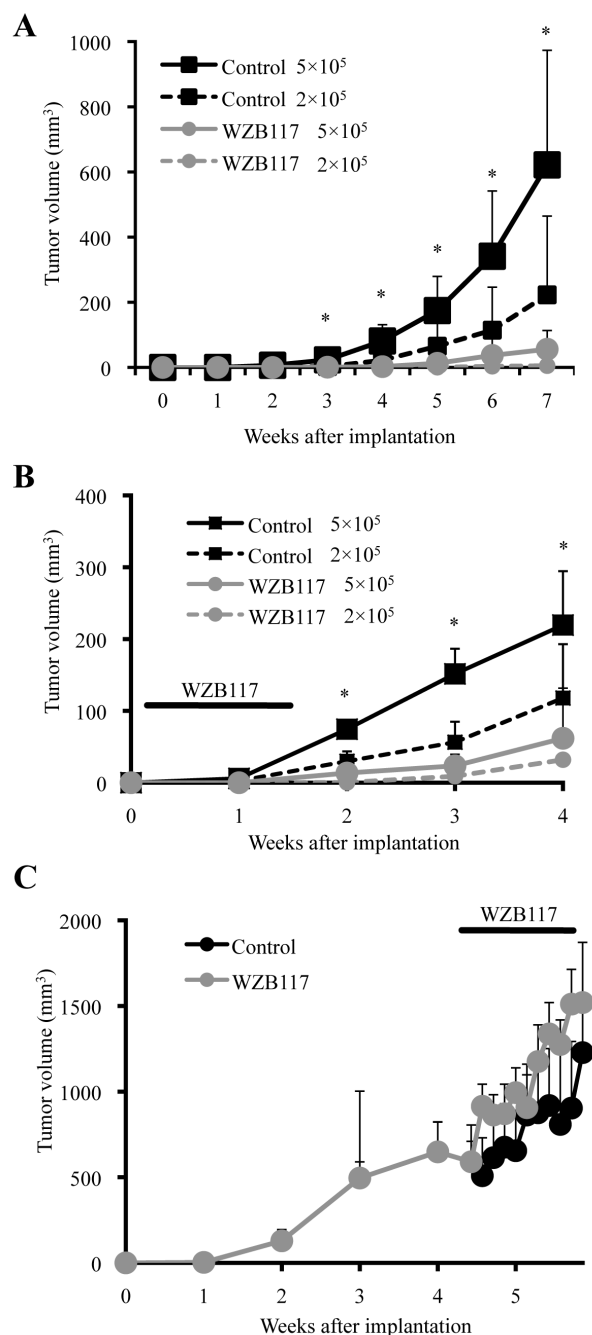 A
1000
800
600
400
200
0
Tumor volume (mm³)
Control 5×10⁵
Control 2×10⁵
WZB117 5×10⁵
WZB117 2×10⁵
* * * * *
0 1 2 3 4 5 6 7
Weeks after implantation
B
400
300
200
100
0
Tumor volume (mm³)
Control 5×10⁵
Control 2×10⁵
WZB117 5×10⁵
WZB117 2×10⁵
WZB117
* * *
0 1 2 3 4
Weeks after implantation
C
2000
1500
1000
500
0
Tumor volume (mm³)
WZB117
Control
WZB117
0 1 2 3 4 5
Weeks after implantation